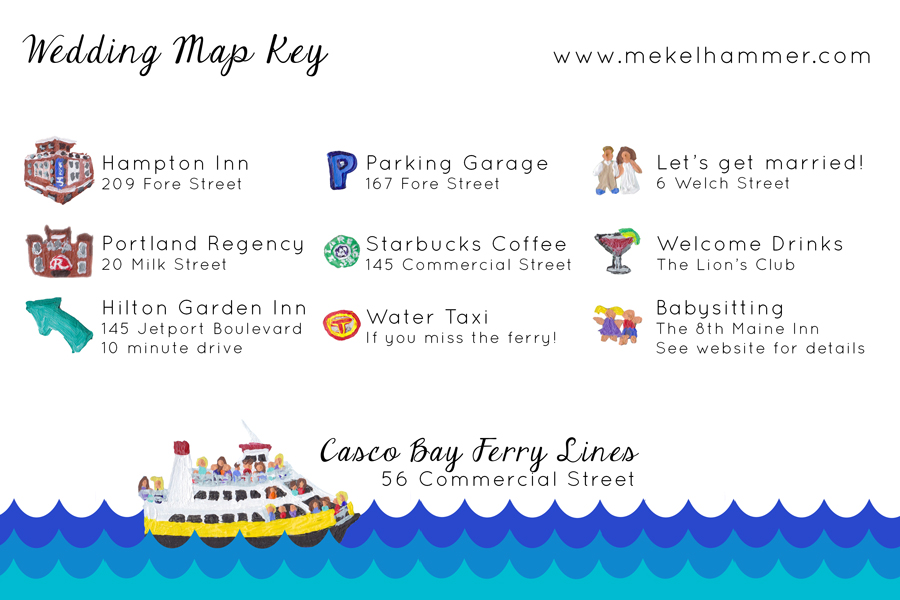 Wedding Map Key
www.mekelhammer.com
Hampton Inn
209 Fore Street
Portland Regency
20 Milk Street
Hilton Garden Inn
145 Jetport Boulevard
10 minute drive
P
Parking Garage
167 Fore Street
Starbucks Coffee
145 Commercial Street
T
Water Taxi
If you miss the ferry!
Let's get married!
6 Welch Street
Welcome Drinks
The Lion's Club
Babysitting
The 8th Maine Inn
See website for details
R
Casco Bay Ferry Lines
56 Commercial Street